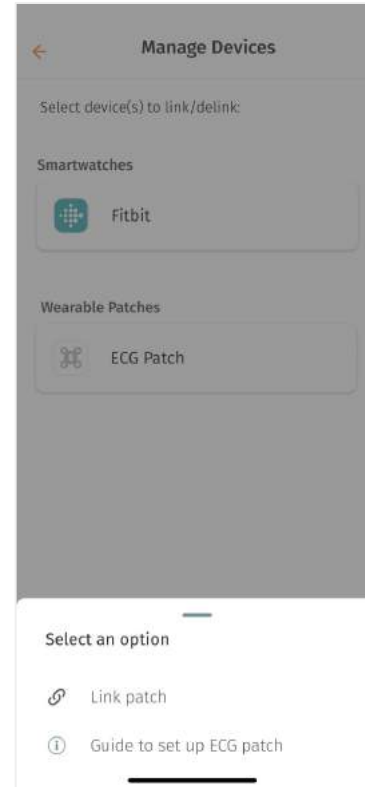 Manage Devices
Select device(s) to link/delink:
Smartwatches
Fitbit
Wearable Patches
ECG Patch
Select an option
Link patch
Guide to set up ECG patch